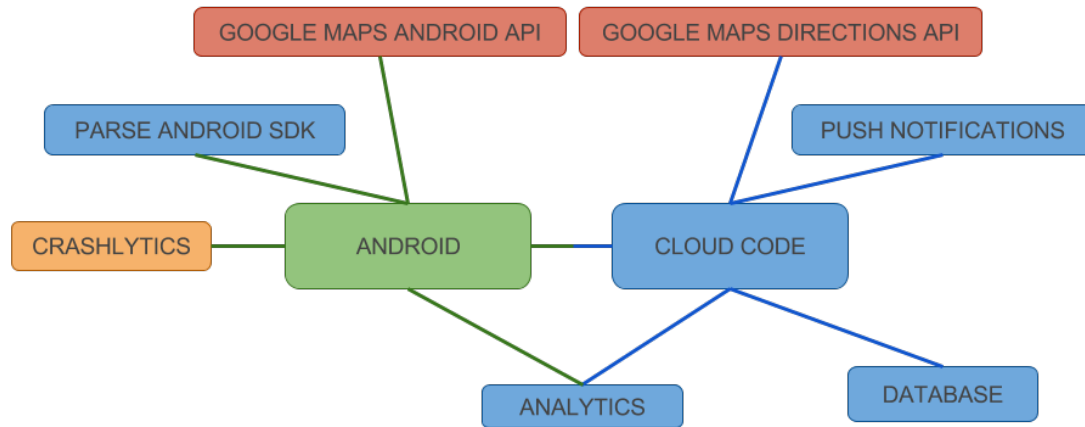 GOOGLE MAPS ANDROID API
GOOGLE MAPS DIRECTIONS API
PARSE ANDROID SDK
PUSH NOTIFICATIONS
CRASHLYTICS
ANDROID
CLOUD CODE
DATABASE
ANALYTICS